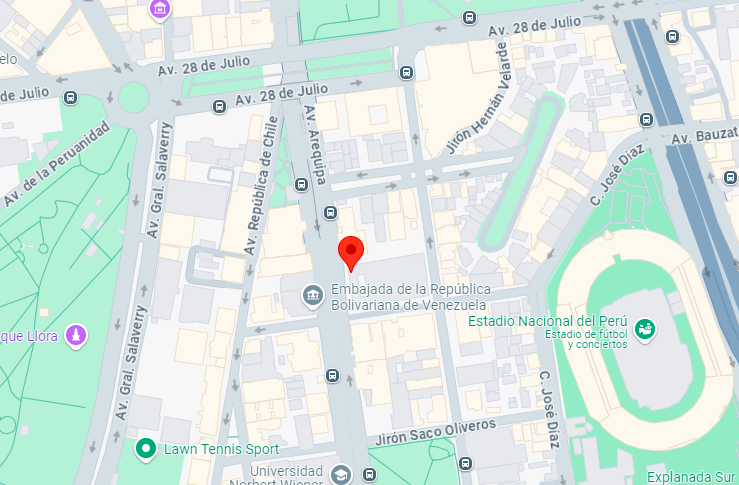 Av. 28 de Julio
Av. 28 de Julio
Av. 28 de Julio
de Julio
elo
Av. de la Peruanidad
Av. Gral. Salaverry
Av. República de Chile
Av. Arequipa
Jirón Hernán Velarde
C. José Díaz
Av. Bauzat
Embajada de la República
Bolivariana de Venezuela
Estadio Nacional del Perú
Estadio de fútbol
y conciertos
que Llora
Av. Gral. Salaverry
C. José Díaz
Jirón Saco Oliveros
Lawn Tennis Sport
Universidad
Norbert Wiener
Explanada Sur